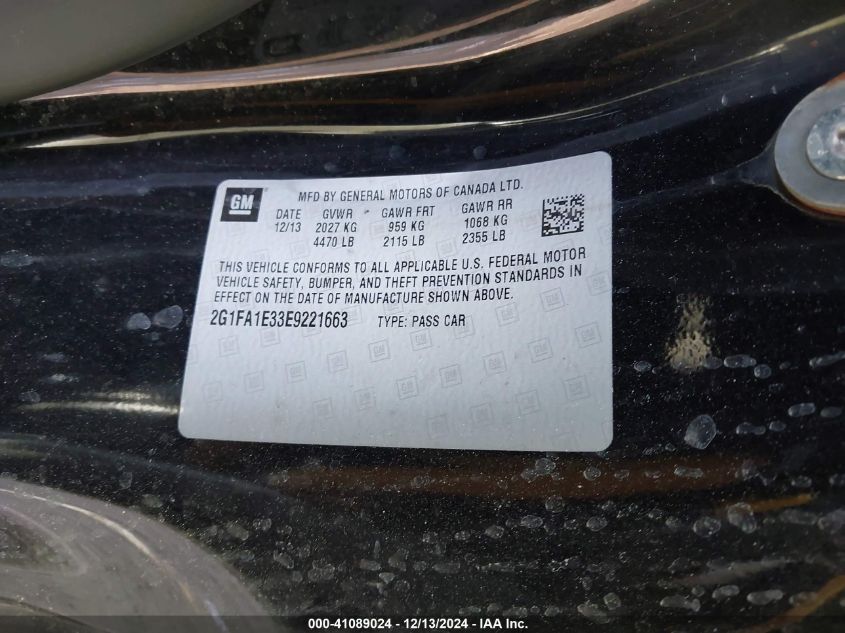 GM
MFD BY GENERAL MOTORS OF CANADA LTD.
DATE GVWR GAWR FRT GAWR RR
12/13 2027 KG 959 KG 1068 KG
4470 LB 2115 LB 2355 LB
THIS VEHICLE CONFORMS TO ALL APPLICABLE U.S. FEDERAL MOTOR
VEHICLE SAFETY, BUMPER, AND THEFT PREVENTION STANDARDS IN
EFFECT ON THE DATE OF MANUFACTURE SHOWN ABOVE.
2G1FA1E33E9221663 TYPE: PASS CAR
000-41089024 - 12/13/2024 - IAA Inc.